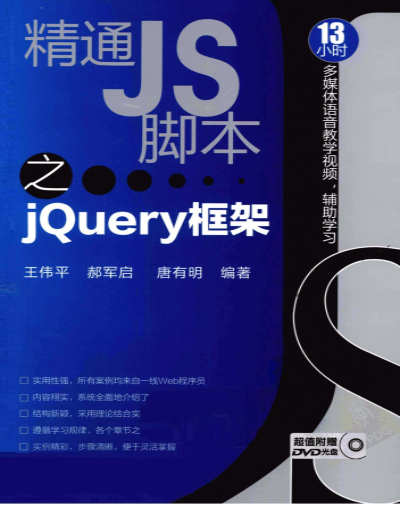 精通
JS
脚本
之
jQuery框架
王伟平 郝军启 唐有明 编著
13
小时
多媒体语音教学视频，辅助学习
实用性强，所有案例均来自一线Web程序员
内容翔实，系统全面地介绍了
结构新颖，采用理论结合实
遵循学习规律，各个章节之
实例精彩，步骤清晰，便于灵活掌握
超值附赠
DVD光盘